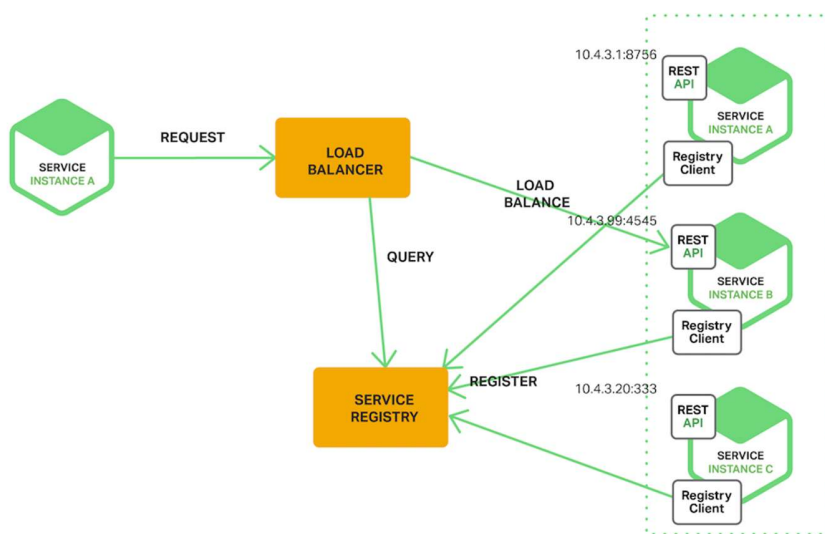 10.4.3.1:8756
REST
API
SERVICE
INSTANCE A
Registry
Client
REQUEST
SERVICE
INSTANCE A
LOAD
BALANCER
LOAD
BALANCE
10.4.3.99:4545
REST
API
SERVICE
INSTANCE B
Registry
Client
QUERY
REGISTER
SERVICE
REGISTRY
10.4.3.20:333
REST
API
SERVICE
INSTANCE C
Registry
Client